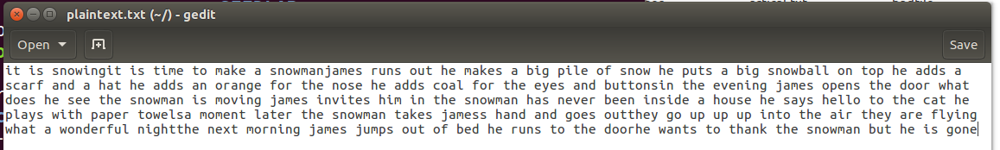 plaintext.txt (~/) - gedit
Open
Save
it is snowingit is time to make a snowmanjames runs out he makes a big pile of snow he puts a big snowball on top he adds a
scarf and a hat he adds an orange for the nose he adds coal for the eyes and buttonsin the evening james opens the door what
does he see the snowman is moving james invites him in the snowman has never been inside a house he says hello to the cat he
plays with paper towelsa moment later the snowman takes jamess hand and goes outthey go up up up into the air they are flying
what a wonderful nightthe next morning james jumps out of bed he runs to the doorhe wants to thank the snowman but he is gone